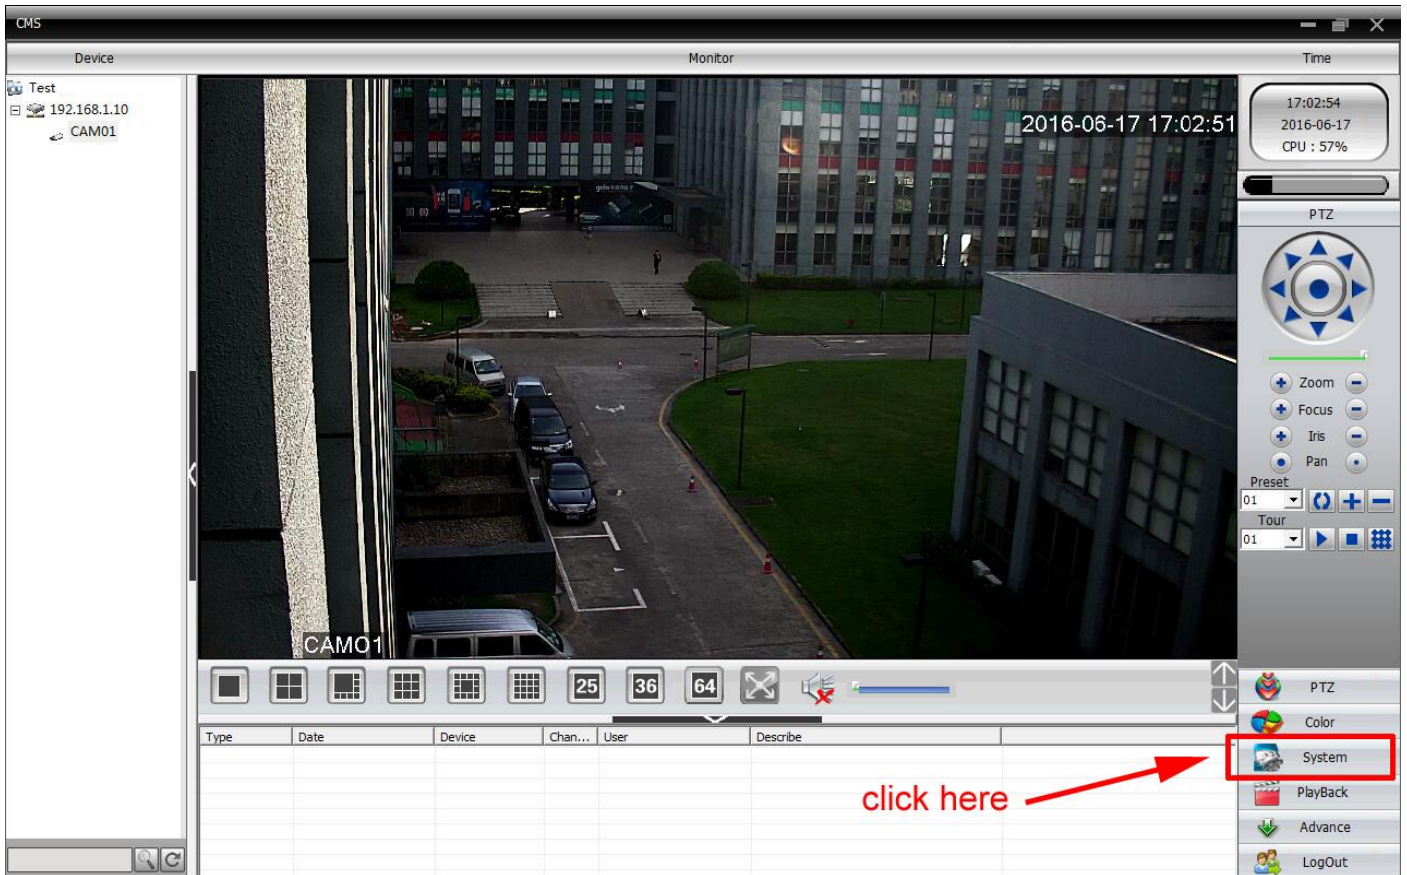 CMS
Device
Monitor
Time
Test
192.168.1.10
CAM01
2016-06-17 17:02:51
CAM01
17:02:54
2016-06-17
CPU : 57%
PTZ
Zoom
Focus
Iris
Pan
Preset
01
Tour
01
25
36
64
PTZ
Color
System
PlayBack
Advance
LogOut
Type Date Device Chan... User Describe
click here